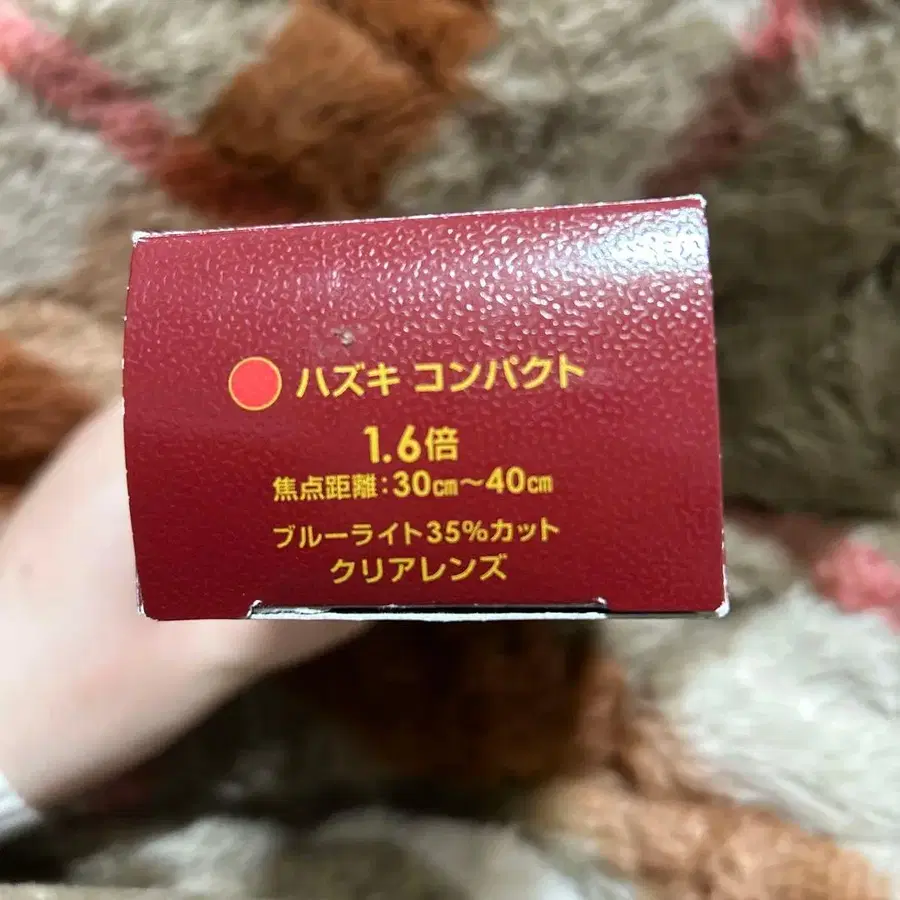 ハズキ コンパクト
1.6倍
焦点距離:30㎝～40㎝
ブルーライト35%カット
クリアレンズ